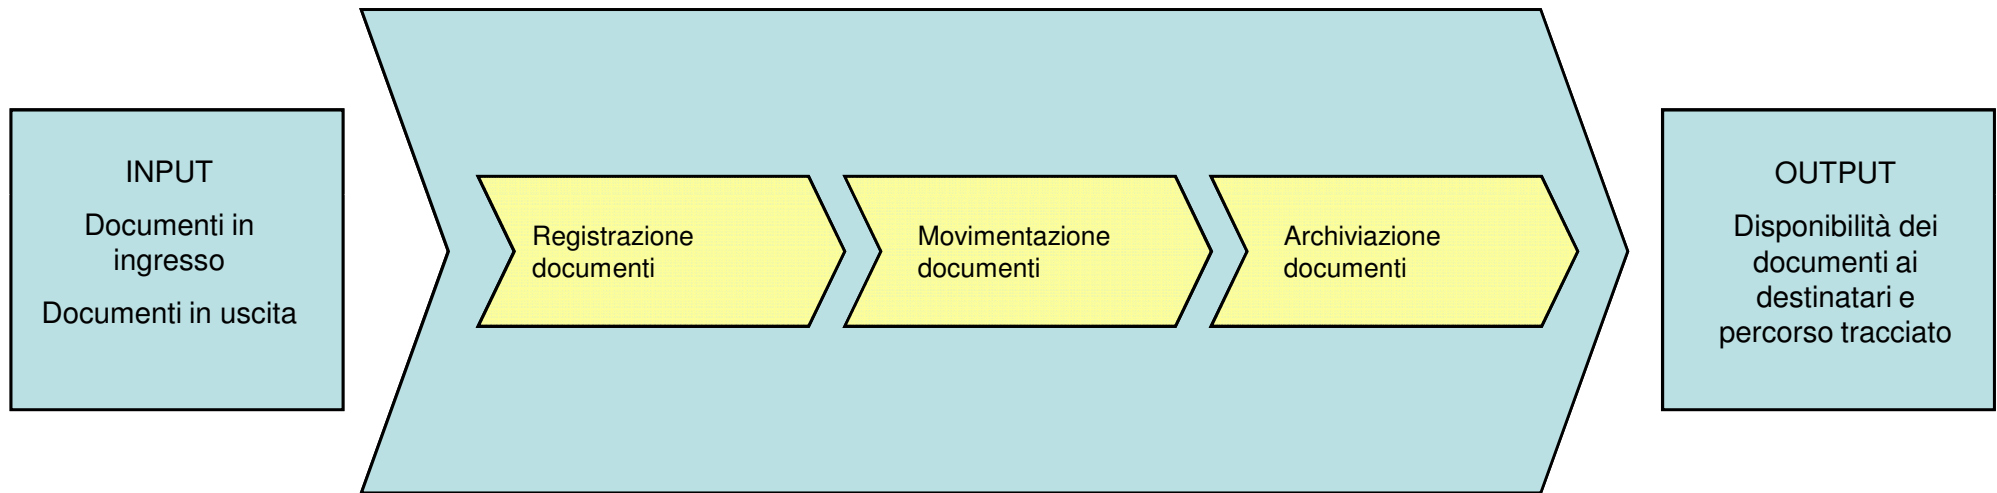 INPUT
Documenti in
ingresso
Documenti in uscita
Registrazione
documenti
Movimentazione
documenti
Archiviazione
documenti
OUTPUT
Disponibilità dei
documenti ai
destinatari e
percorso tracciato